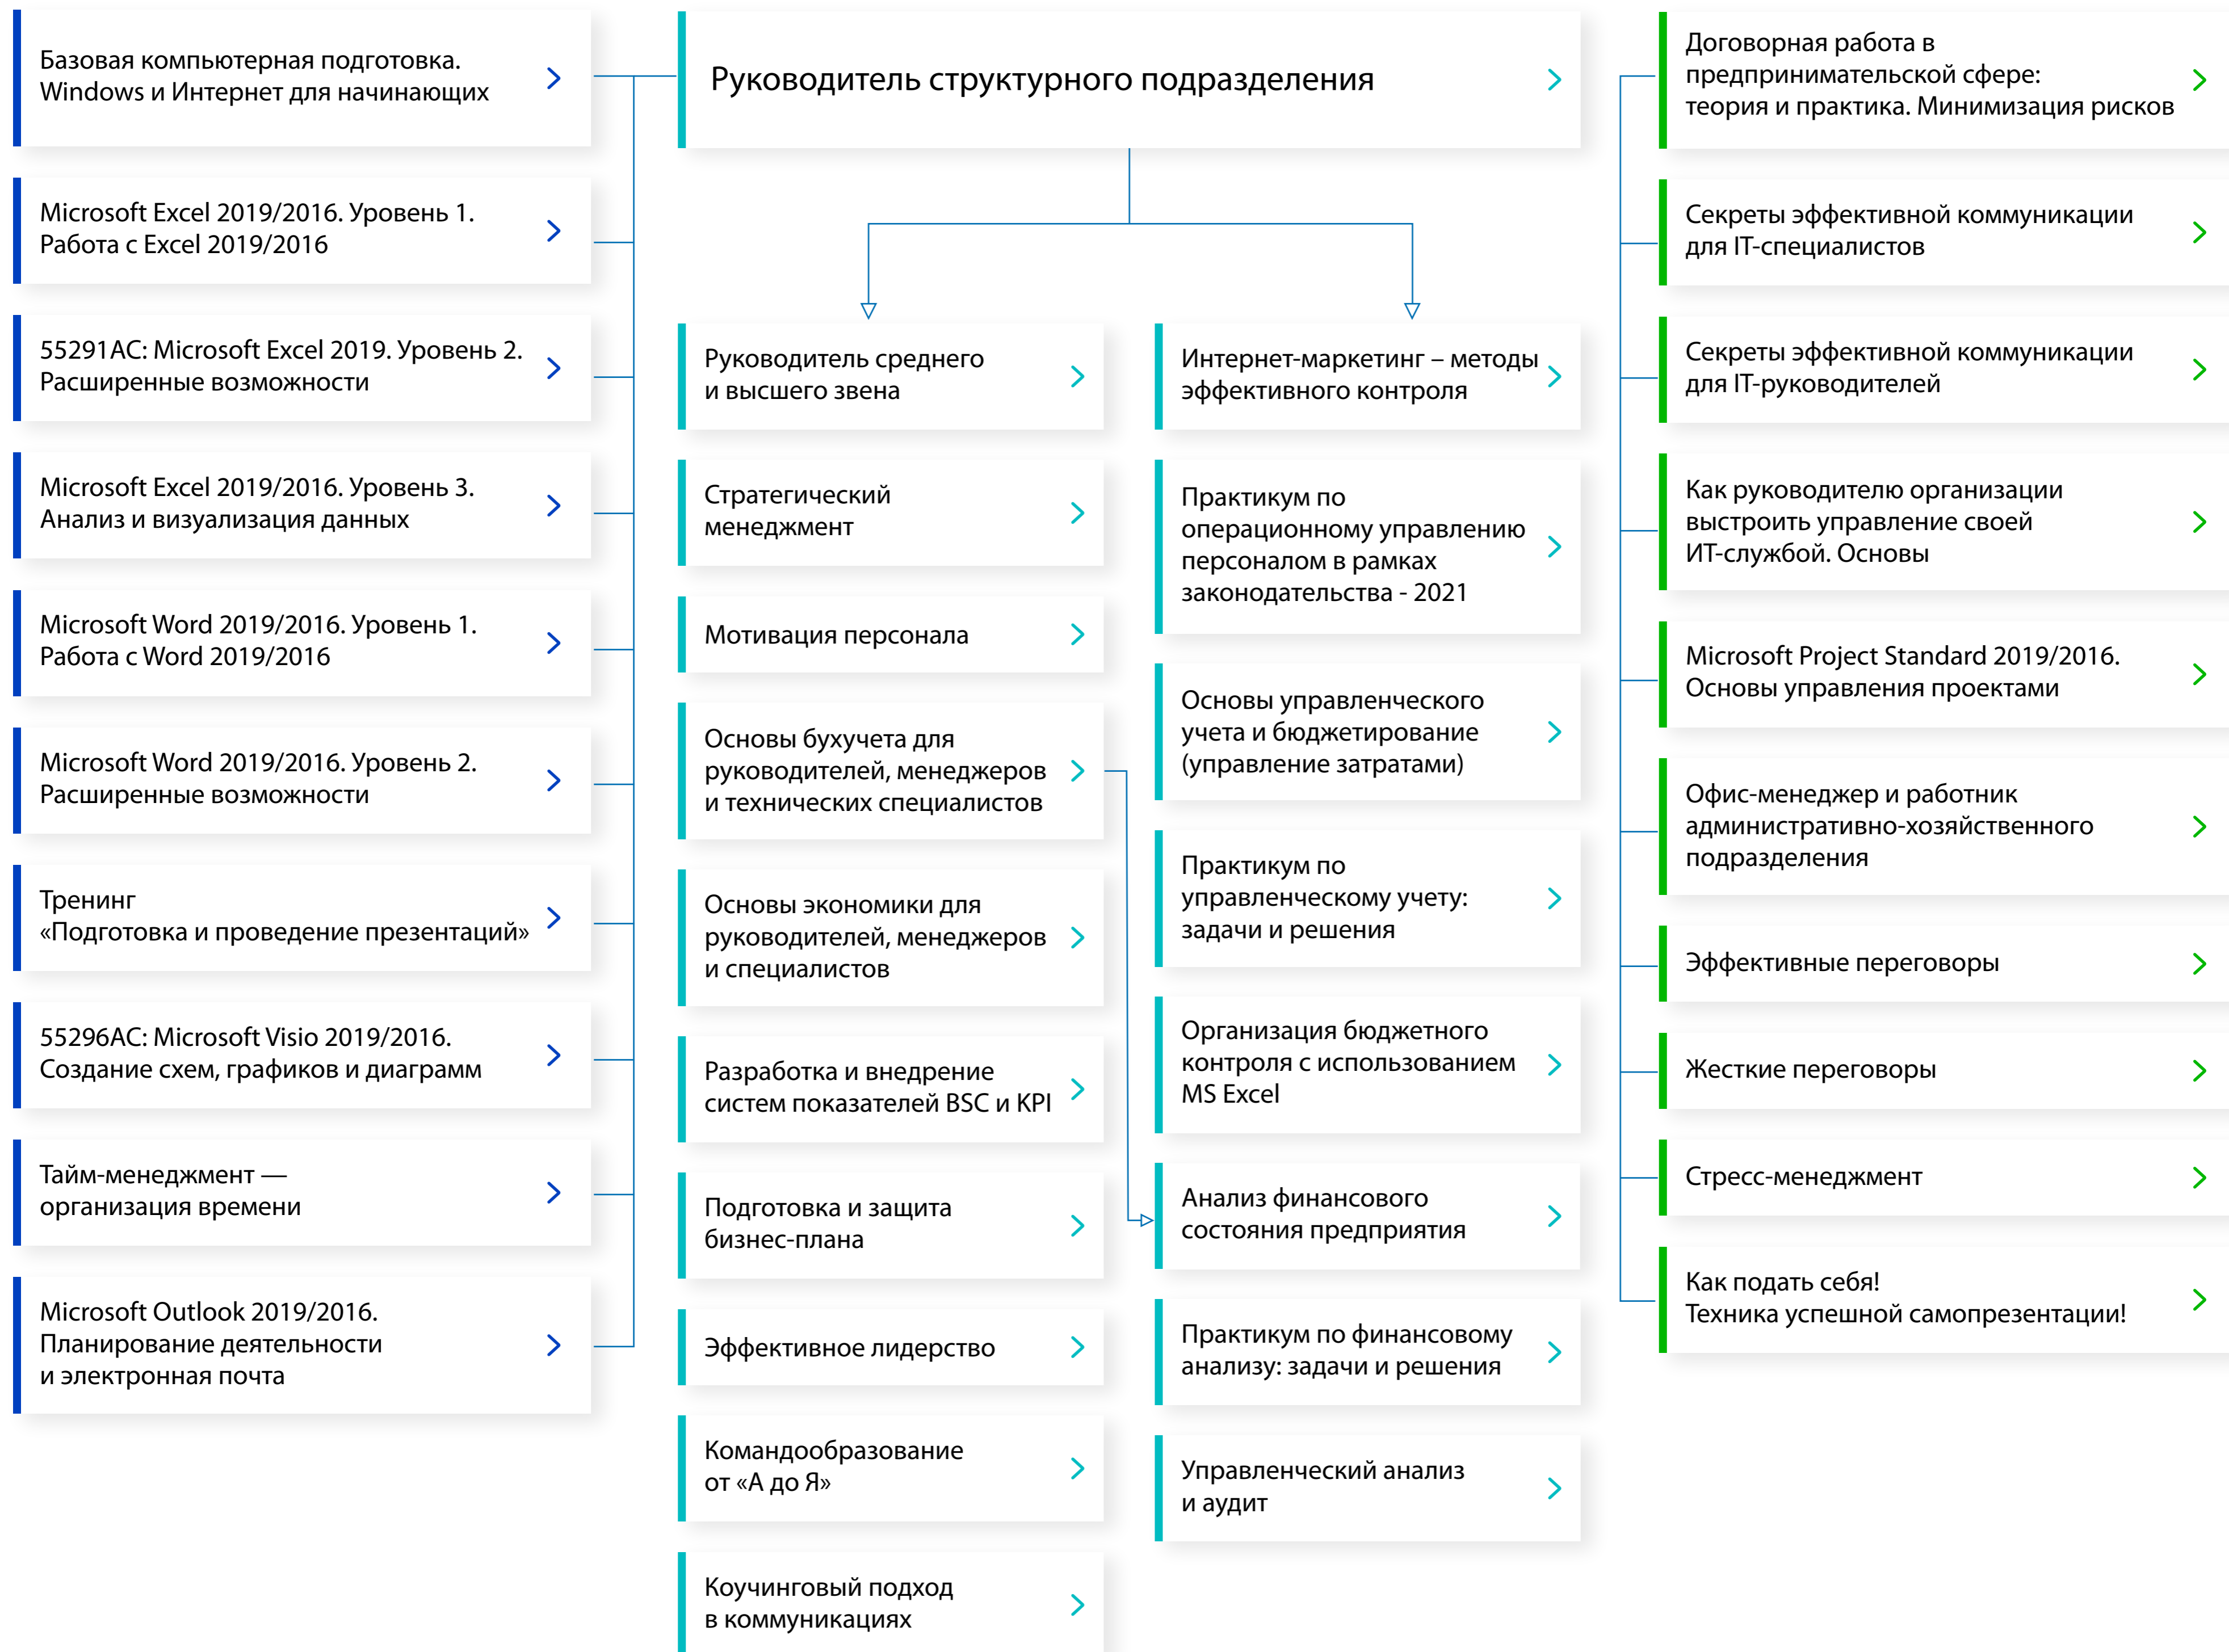 Базовая компьютерная подготовка.
Windows и Интернет для начинающих
Microsoft Excel 2019/2016. Уровень 1.
Работа с Excel 2019/2016
55291AC: Microsoft Excel 2019. Уровень 2.
Расширенные возможности
Microsoft Excel 2019/2016. Уровень 3.
Анализ и визуализация данных
Microsoft Word 2019/2016. Уровень 1.
Работа с Word 2019/2016
Microsoft Word 2019/2016. Уровень 2.
Расширенные возможности
Тренинг
«Подготовка и проведение презентаций»
55296AC: Microsoft Visio 2019/2016.
Создание схем, графиков и диаграмм
Тайм-менеджмент —
организация времени
Microsoft Outlook 2019/2016.
Планирование деятельности
и электронная почта
Руководитель структурного подразделения
Руководитель среднего
и высшего звена
Стратегический
менеджмент
Мотивация персонала
Основы бухучета для
руководителей, менеджеров
и технических специалистов
Основы экономики для
руководителей, менеджеров
и специалистов
Разработка и внедрение
систем показателей BSC и KPI
Подготовка и защита
бизнес-плана
Эффективное лидерство
Командообразование
от «А до Я»
Коучинговый подход
в коммуникациях
Интернет-маркетинг – методы
эффективного контроля
Практикум по
операционному управлению
персоналом в рамках
законодательства - 2021
Основы управленческого
учета и бюджетирование
(управление затратами)
Практикум по
управленческому учету:
задачи и решения
Организация бюджетного
контроля с использованием
MS Excel
Анализ финансового
состояния предприятия
Практикум по финансовому
анализу: задачи и решения
Управленческий анализ
и аудит
Договорная работа в
предпринимательской сфере:
теория и практика. Минимизация рисков
Секреты эффективной коммуникации
для IT-специалистов
Секреты эффективной коммуникации
для IT-руководителей
Как руководителю организации
выстроить управление своей
ИТ-службой. Основы
Microsoft Project Standard 2019/2016.
Основы управления проектами
Офис-менеджер и работник
административно-хозяйственного
подразделения
Эффективные переговоры
Жесткие переговоры
Стресс-менеджмент
Как подать себя!
Техника успешной самопрезентации!